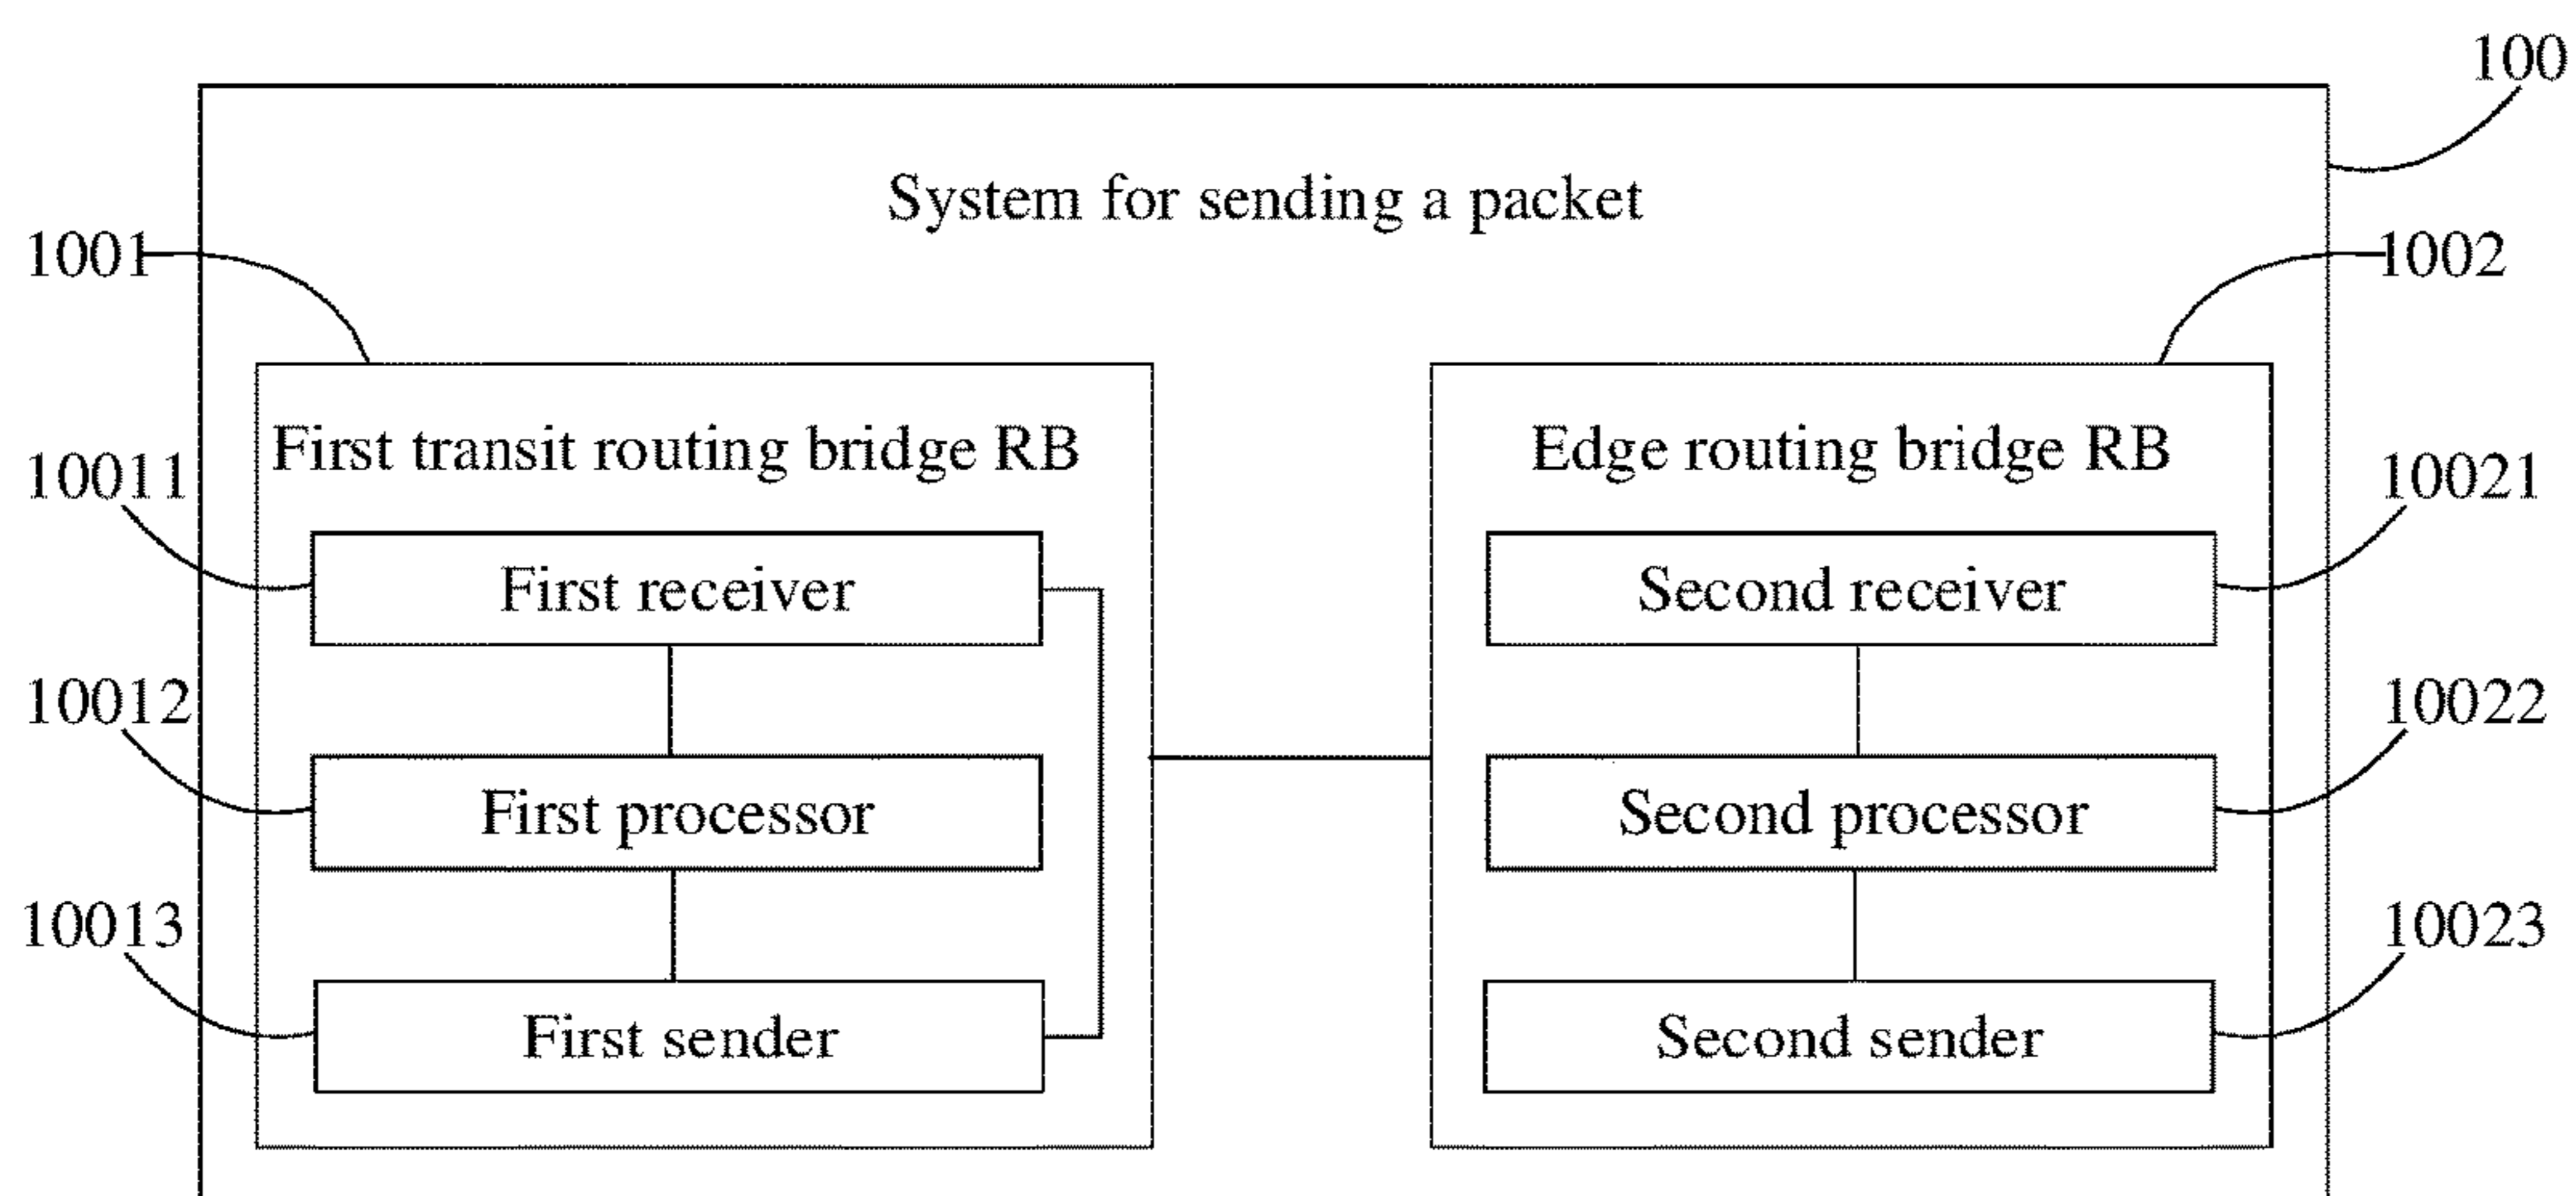 100
System for sending a packet
1001
1002
First transit routing bridge RB
Edge routing bridge RB
10011
10021
First receiver
Second receiver
10012
10022
First processor
Second processor
10013
10023
First sender
Second sender